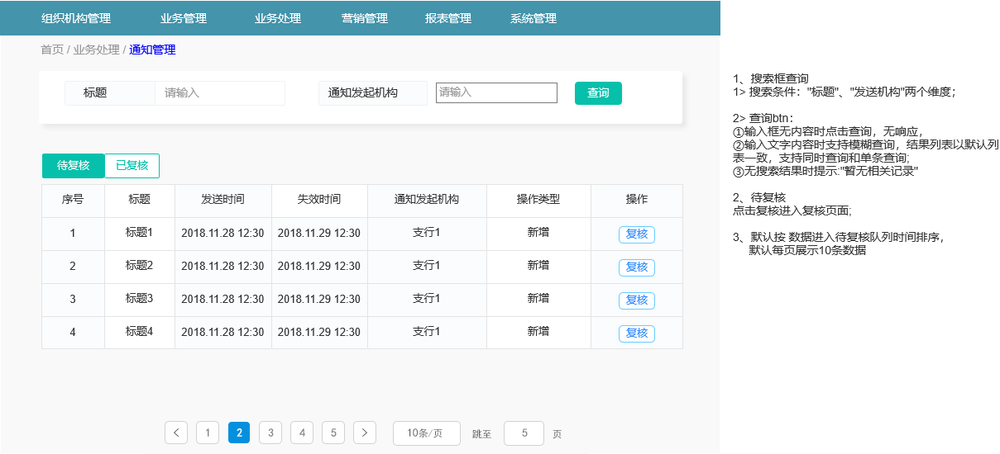 组织机构管理 业务管理 业务处理 营销管理 报表管理 系统管理
首页 / 业务处理 / 通知管理
标题 请输入 通知发起机构 请输入 查询
待复核 已复核
序号 标题 发送时间 失效时间 通知发起机构 操作类型 操作
1 标题1 2018.11.28 12:30 2018.11.29 12:30 支行1 新增 复核
2 标题2 2018.11.28 12:30 2018.11.29 12:30 支行1 新增 复核
3 标题3 2018.11.28 12:30 2018.11.29 12:30 支行1 新增 复核
4 标题4 2018.11.28 12:30 2018.11.29 12:30 支行1 新增 复核
< 1 2 3 4 5 > 10条/页 跳至 5 页
1、搜索框查询
1> 搜索条件："标题"、"发送机构"两个维度；
2> 查询btn：
①输入框无内容时点击查询，无响应，
②输入文字内容时支持模糊查询，结果列表以默认列
表一致，支持同时查询和单条查询;
③无搜索结果时提示:"暂无相关记录"
2、待复核
点击复核进入复核页面;
3、默认按 数据进入待复核队列时间排序，
默认每页展示10条数据